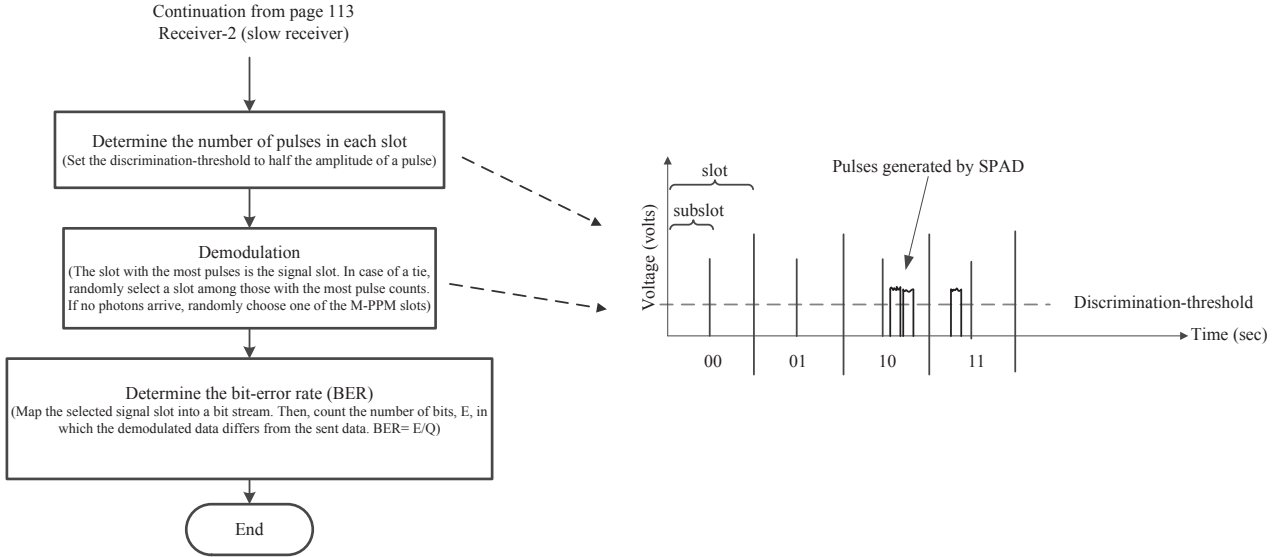 Continuation from page 113
Receiver-2 (slow receiver)
Determine the number of pulses in each slot
(Set the discrimination-threshold to half the amplitude of a pulse)
Demodulation
(The slot with the most pulses is the signal slot. In case of a tie,
randomly select a slot among those with the most pulse counts.
If no photons arrive, randomly choose one of the M-PPM slots)
Determine the bit-error rate (BER)
(Map the selected signal slot into a bit stream. Then, count the number of bits, E, in
which the demodulated data differs from the sent data. BER= E/Q)
End
Pulses generated by SPAD
slot
subslot
Voltage (volts)
Discrimination-threshold
Time (sec)
00
01
10
11